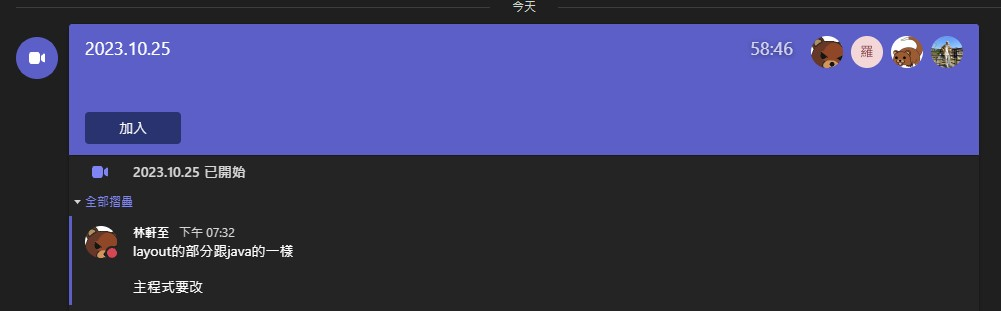 今天
2023.10.25
58:46
羅
加入
2023.10.25 已開始
全部摺疊
林軒至 下午 07:32
layout的部分跟java的一樣
主程式要改